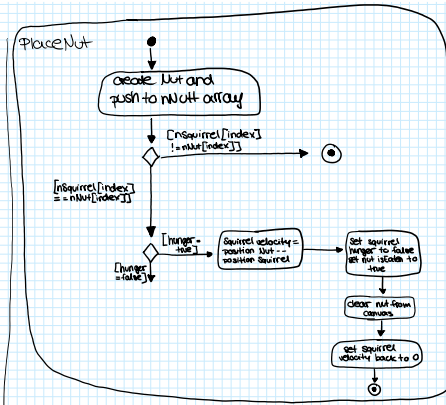 PlaceNut
create Nut and
push to nNutt array
[nSquirrel[index]
!=nNut[index]]
[nSquirrel[index]
==nNut[index]]
[hunger=
true]
[hunger
=false]
Squirrel velocity=
position Nut--
position Squirrel
Set squirrel
hunger to false
set nut isEaten to
true
clear nut from
canvas
set squirrel
velocity back to 0